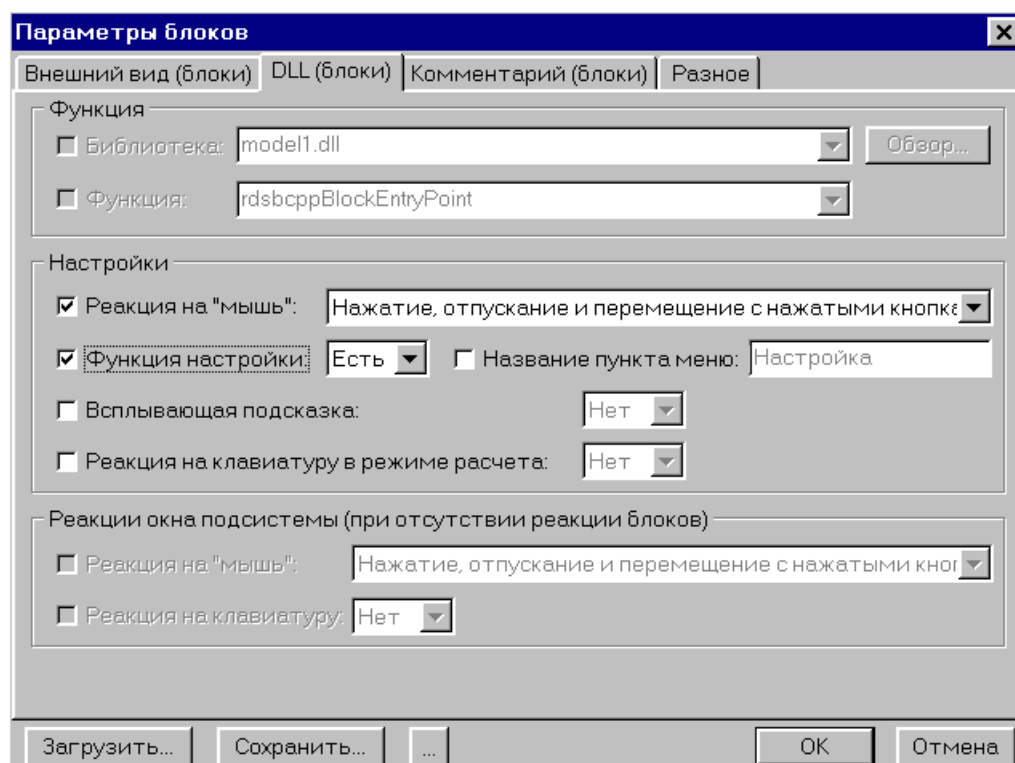 Параметры блоков
Внешний вид (блоки) DLL (блоки) Комментарий (блоки) Разное
Функция
Библиотека: model1.dll Обзор...
Функция: rdsbcppBlockEntryPoint
Настройки
Реакция на "мышь": Нажатие, отпускание и перемещение с нажатыми кнопка
Функция настройки: Есть Название пункта меню: Настройка
Всплывающая подсказка: Нет
Реакция на клавиатуру в режиме расчета: Нет
Реакции окна подсистемы (при отсутствии реакции блоков)
Реакция на "мышь": Нажатие, отпускание и перемещение с нажатыми кноп
Реакция на клавиатуру: Нет
Загрузить... Сохранить... ... OK Отмена